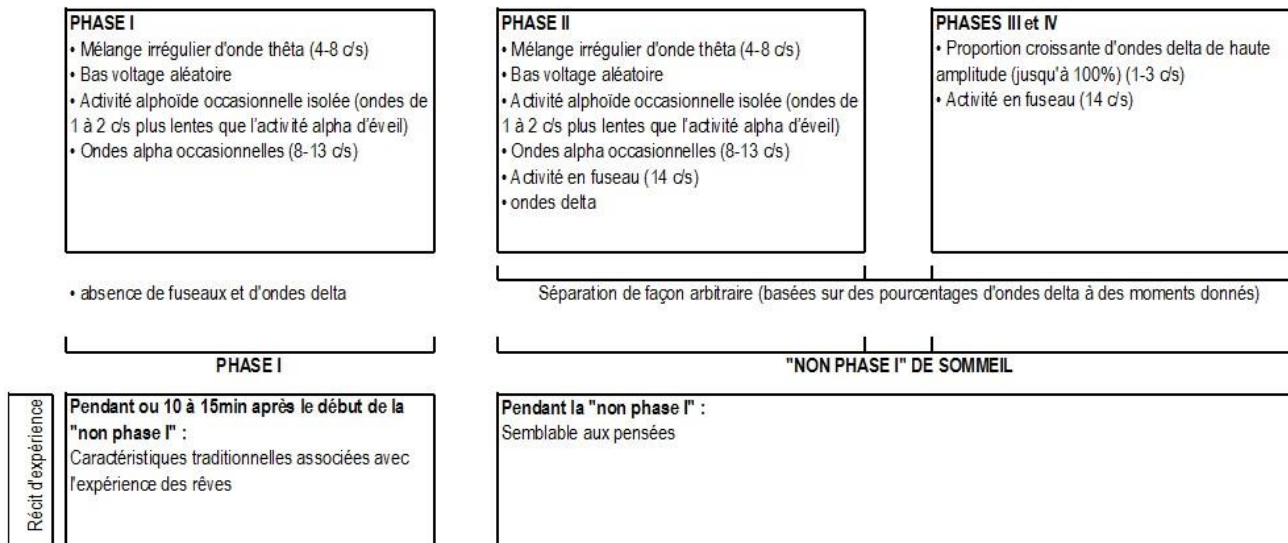 PHASE I
• Mélange irrégulier d'onde thêta (4-8 c/s)
• Bas voltage aléatoire
• Activité alphoïde occasionnelle isolée (ondes de
1 à 2 c/s plus lentes que l'activité alpha d'éveil)
• Ondes alpha occasionnelles (8-13 c/s)
PHASE II
• Mélange irrégulier d'onde thêta (4-8 c/s)
• Bas voltage aléatoire
• Activité alphoïde occasionnelle isolée (ondes de
1 à 2 c/s plus lentes que l'activité alpha d'éveil)
• Ondes alpha occasionnelles (8-13 c/s)
• Activité en fuseau (14 c/s)
• ondes delta
PHASES III et IV
• Proportion croissante d'ondes delta de haute
amplitude (jusqu'à 100%) (1-3 c/s)
• Activité en fuseau (14 c/s)
• absence de fuseaux et d'ondes delta
Séparation de façon arbitraire (basées sur des pourcentages d'ondes delta à des moments donnés)
PHASE I
"NON PHASE I" DE SOMMEIL
Récit d'expérience
Pendant ou 10 à 15min après le début de la
"non phase I" :
Caractéristiques traditionnelles associées avec
l'expérience des rêves
Pendant la "non phase I" :
Semblable aux pensées